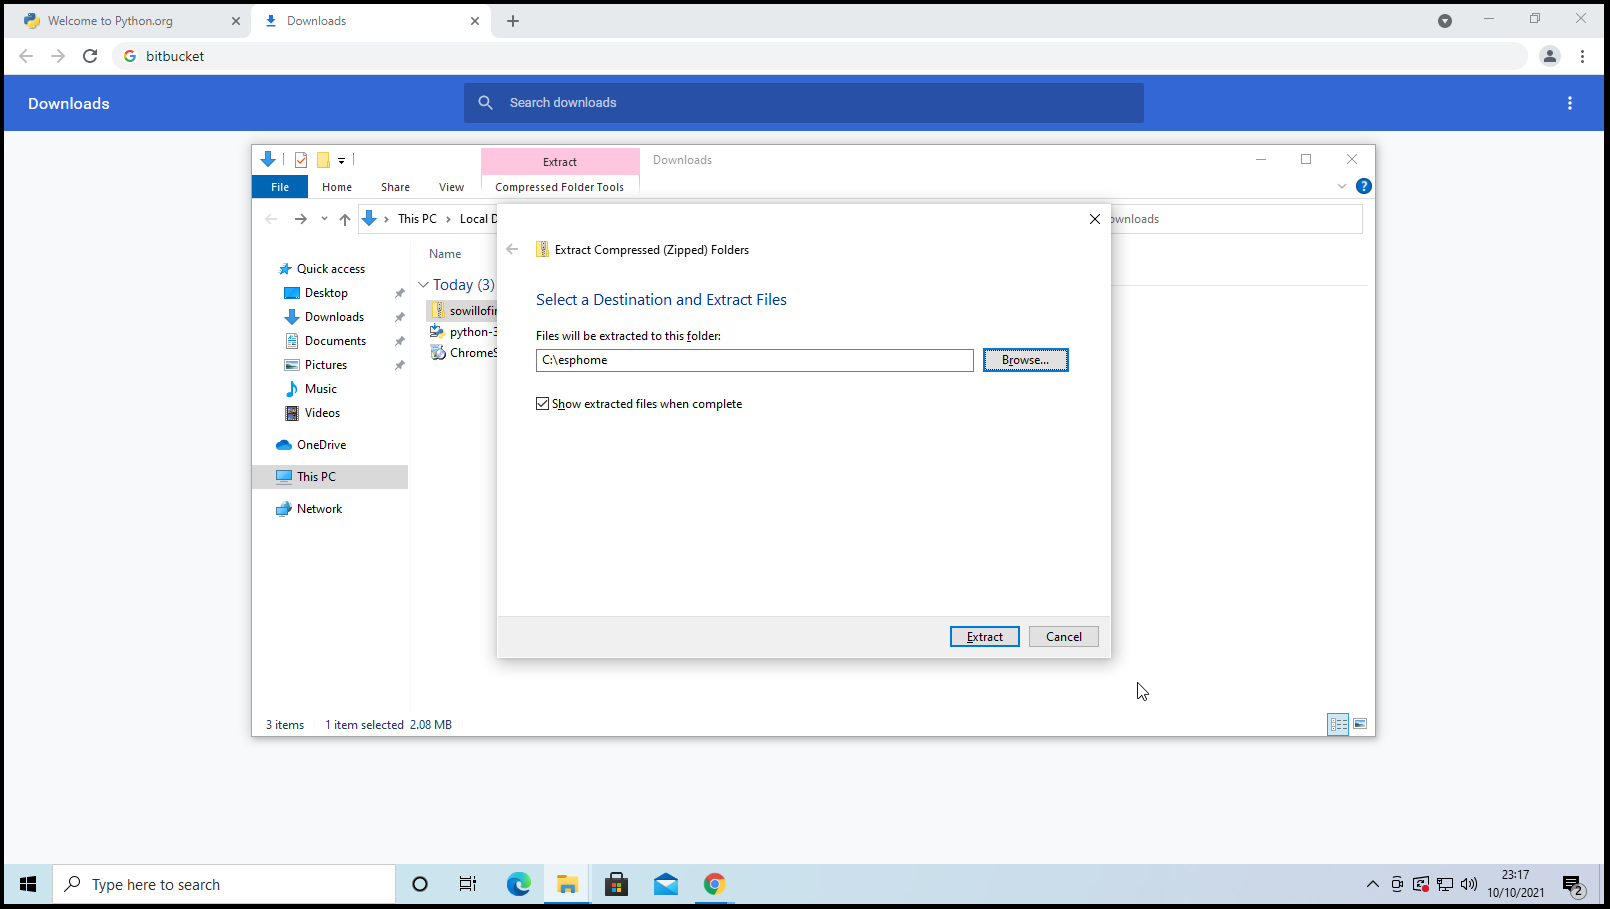 Welcome to Python.org
Downloads
bitbucket
Downloads
Search downloads
Extract
Downloads
File
Home
Share
View
Compressed Folder Tools
This PC
Local
Extract Compressed (Zipped) Folders
Name
Select a Destination and Extract Files
Quick access
Today (3)
Desktop
Downloads
Documents
Pictures
Music
Videos
OneDrive
This PC
Network
python-3
Files will be extracted to this folder:
C:\esphome
Browse...
Show extracted files when complete
Extract
Cancel
3 items
1 item selected 2.08 MB
Type here to search
23:17
10/10/2021
2